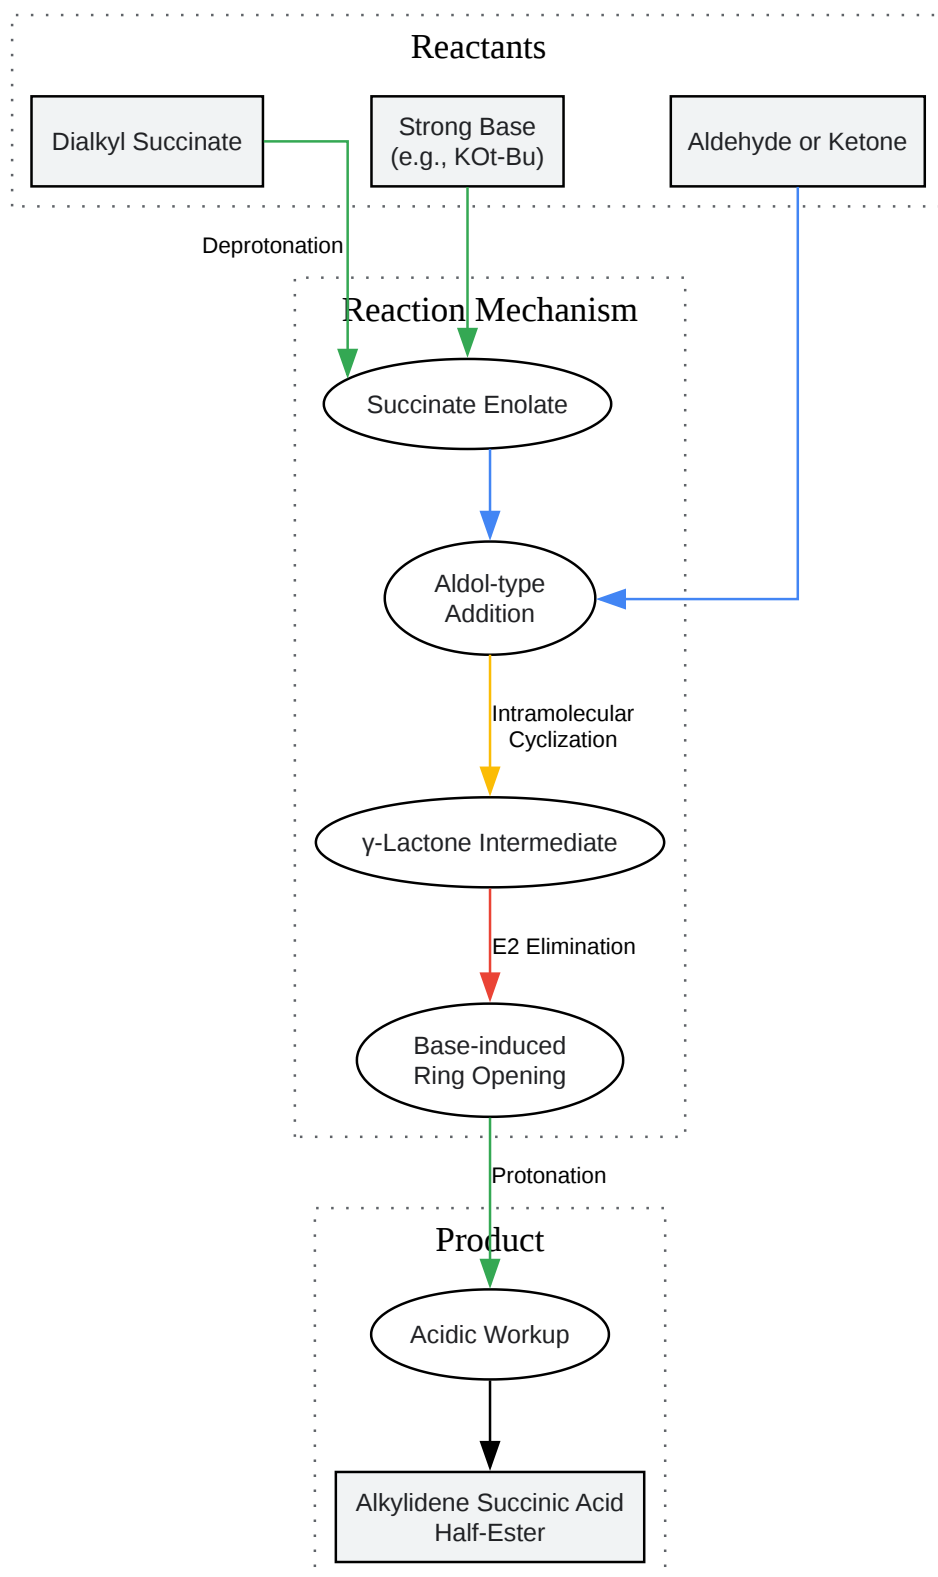 Reactants
Dialkyl Succinate
Strong Base
(e.g., KOt-Bu)
Aldehyde or Ketone
Deprotonation
Reaction Mechanism
Succinate Enolate
Aldol-type
Addition
Intramolecular
Cyclization
γ-Lactone Intermediate
E2 Elimination
Base-induced
Ring Opening
Protonation
Product
Acidic Workup
Alkylidene Succinic Acid
Half-Ester